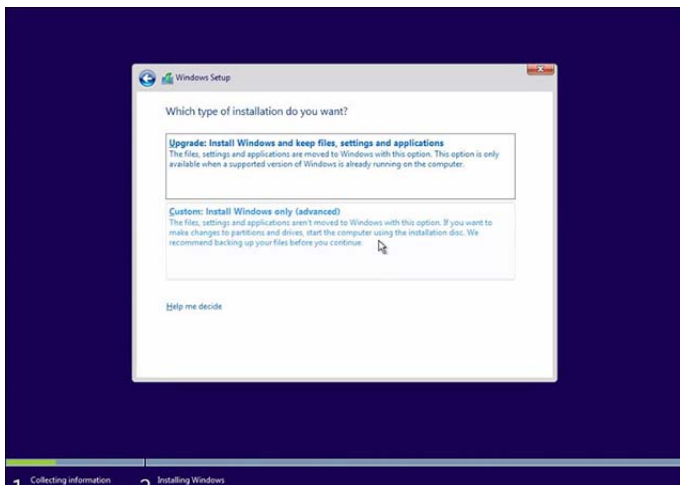 Windows Setup
Which type of installation do you want?
Upgrade: Install Windows and keep files, settings and applications
The files, settings and applications are moved to Windows with this option. This option is only
available when a supported version of Windows is already running on the computer.
Custom: Install Windows only (advanced)
The files, settings and applications aren't moved to Windows with this option. If you want to
make changes to partitions and drives, start the computer using the installation disc. We
recommend backing up your files before you continue.
Help me decide
1 Collecting information 2 Installing Windows